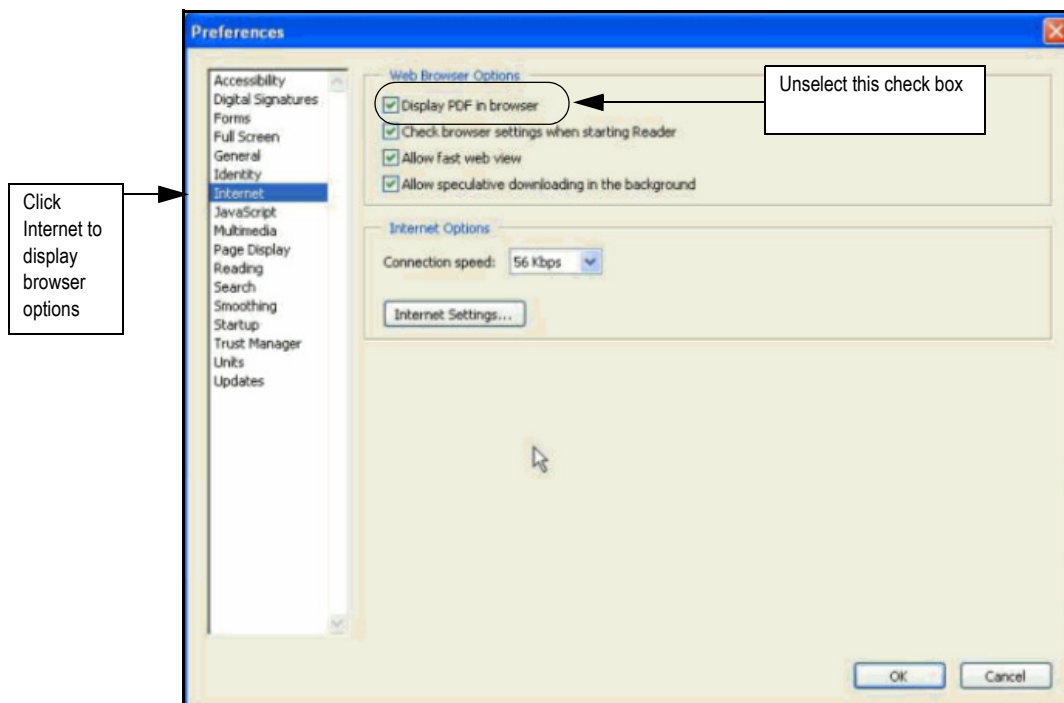 Preferences
Click
Internet to
display
browser
options
Accessibility
Digital Signatures
Forms
Full Screen
General
Identity
Internet
JavaScript
Multimedia
Page Display
Reading
Search
Smoothing
Startup
Trust Manager
Units
Updates
Web Browser Options
Display PDF in browser
Unselect this check box
Check browser settings when starting Reader
Allow fast web view
Allow speculative downloading in the background
Internet Options
Connection speed: 56 Kbps
Internet Settings...
OK Cancel